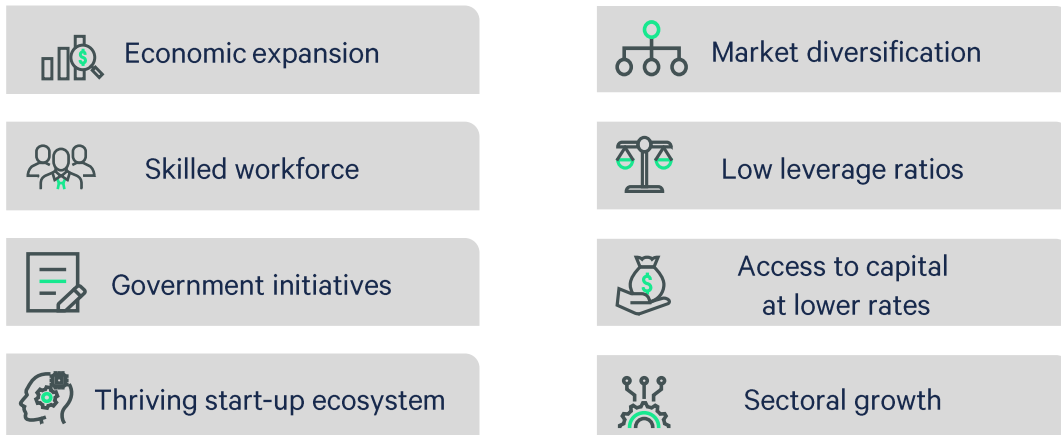 Economic expansion
Market diversification
Skilled workforce
Low leverage ratios
Government initiatives
Access to capital
at lower rates
Thriving start-up ecosystem
Sectoral growth